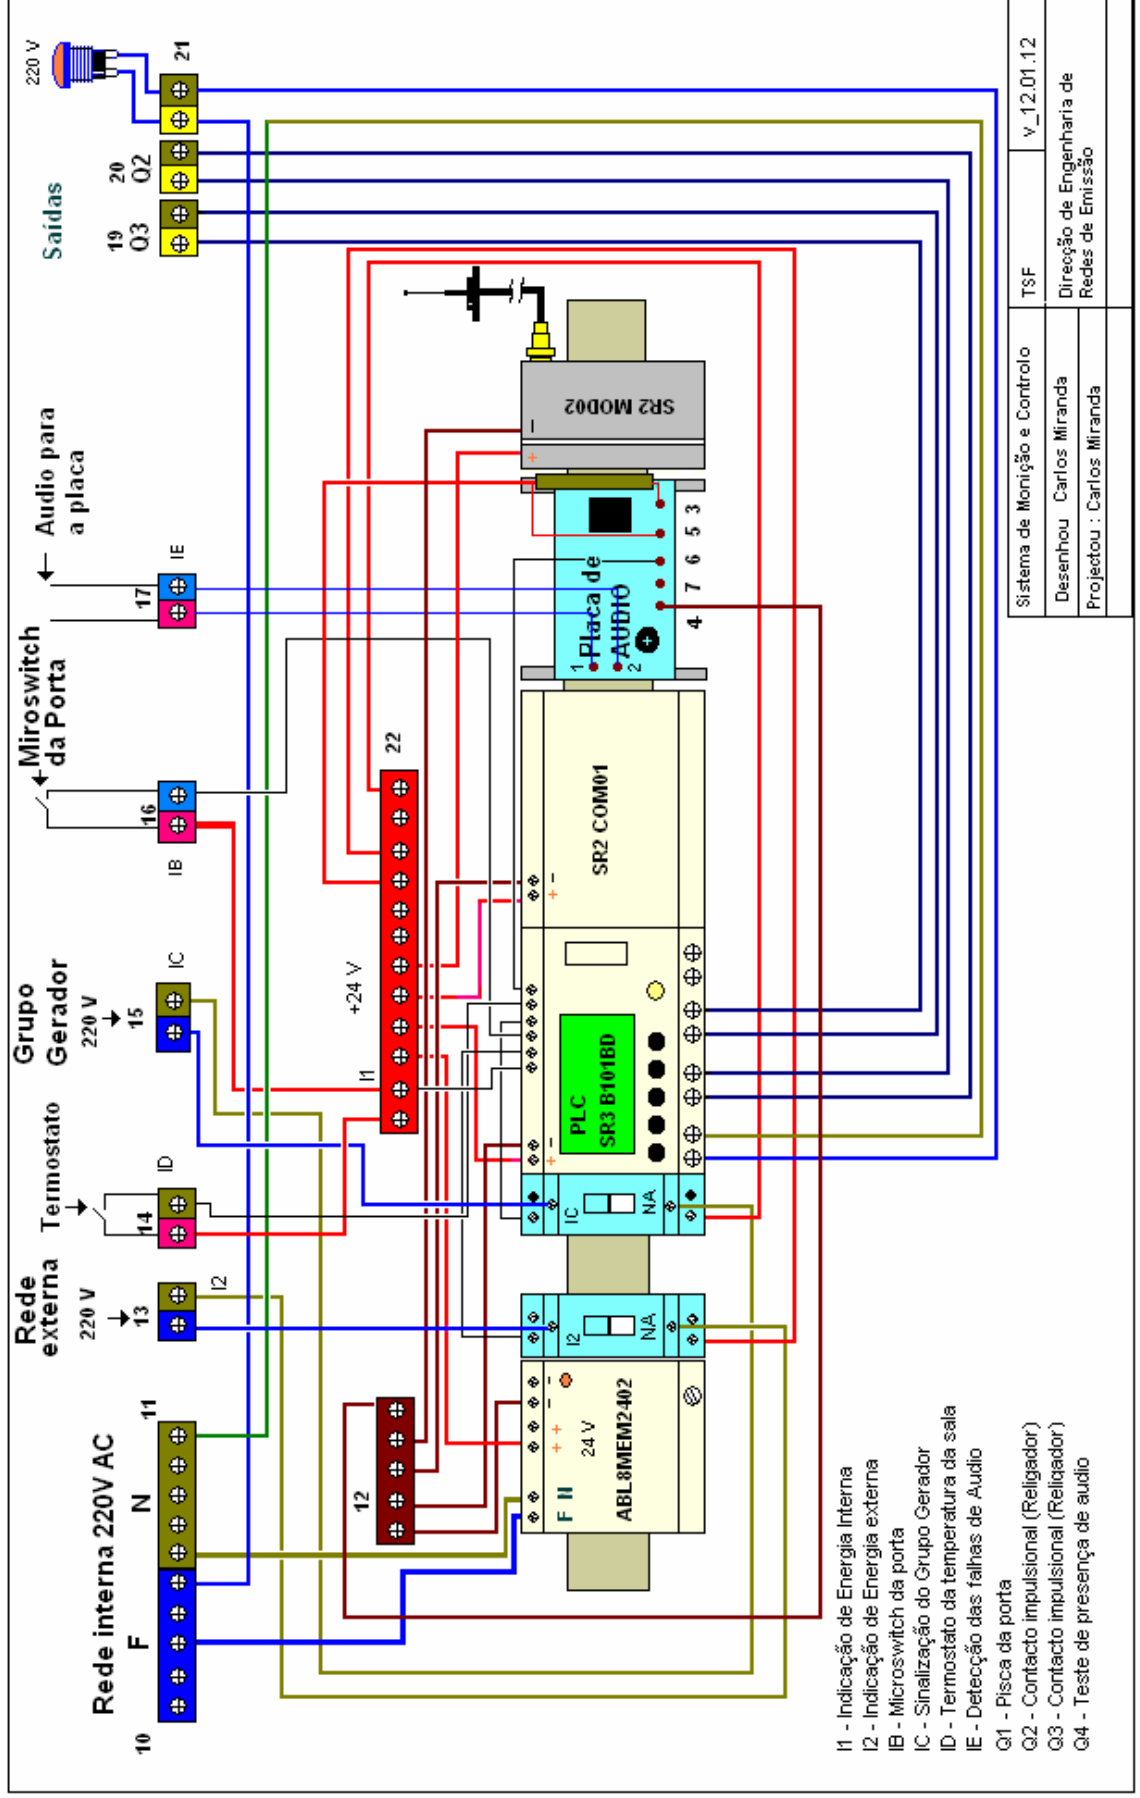 Rede interna 220V AC
10
F
N
11
12
Rede
externa
220 V
13
I2
Termostato
14
ID
Grupo
Gerador
220 V
15
IC
Miroswitch
da Porta
16
IB
Audio para
a placa
17
IE
Saídas
19
Q3
20
Q2
21
220 V
I1
+24 V
22
F N
+ +
- -
24 V
ABL8MEM2402
I2
NA
IC
NA
+ -
PLC
SR3 B101BD
+ -
SR2 COM01
1
2
Placa de
AUDIO
4 7 6 5 3
+ -
SR2 MOD02
I1 - Indicação de Energia Interna
I2 - Indicação de Energia externa
IB - Microswitch da porta
IC - Sinalização do Grupo Gerador
ID - Termostato da temperatura da sala
IE - Detecção das falhas de Audio
Q1 - Pisca da porta
Q2 - Contacto impulsional (Religador)
Q3 - Contacto impulsional (Religador)
Q4 - Teste de presença de audio
Sistema de Monição e Controlo
TSF
v_12.01.12
Desenhou Carlos Miranda
Projectou : Carlos Miranda
Direcção de Engenharia de
Redes de Emissão